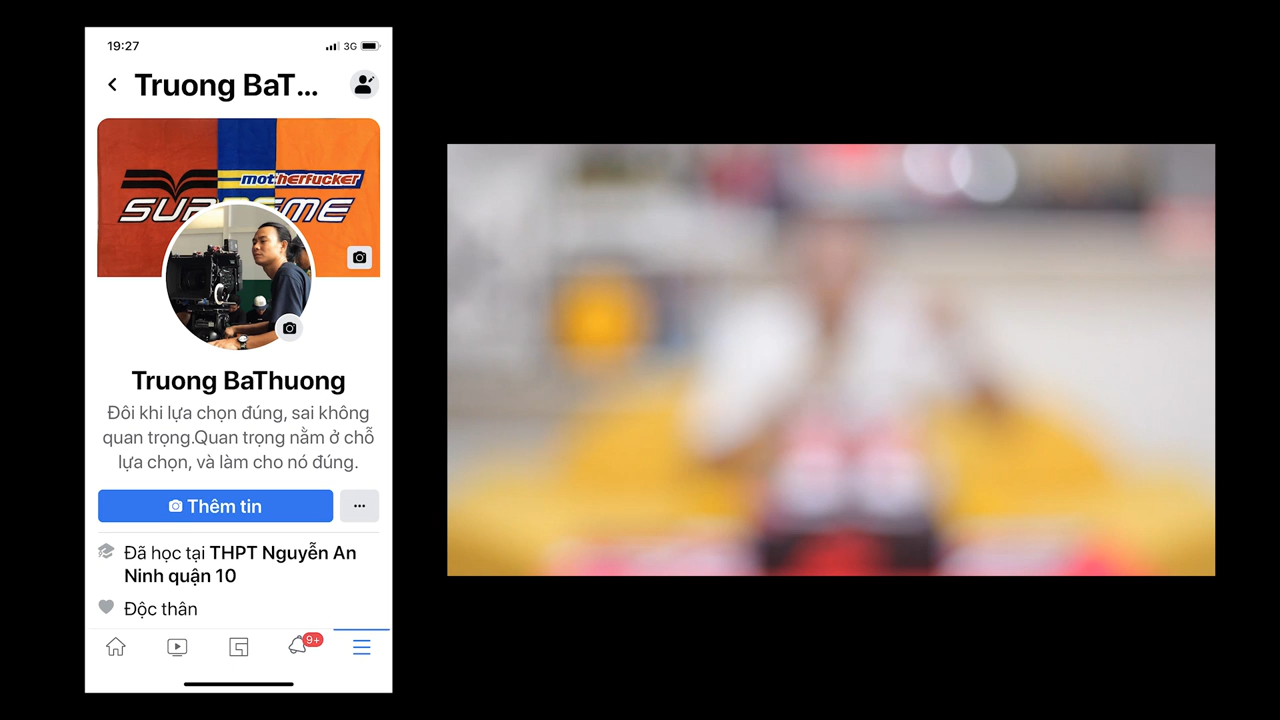 19:27
3G
Truong BaT...
motherfucker
SUPREME
Truong BaThuong
Đôi khi lựa chọn đúng, sai không
quan trọng.Quan trọng nằm ở chỗ
lựa chọn, và làm cho nó đúng.
Thêm tin
Đã học tại THPT Nguyễn An
Ninh quận 10
Độc thân
9+